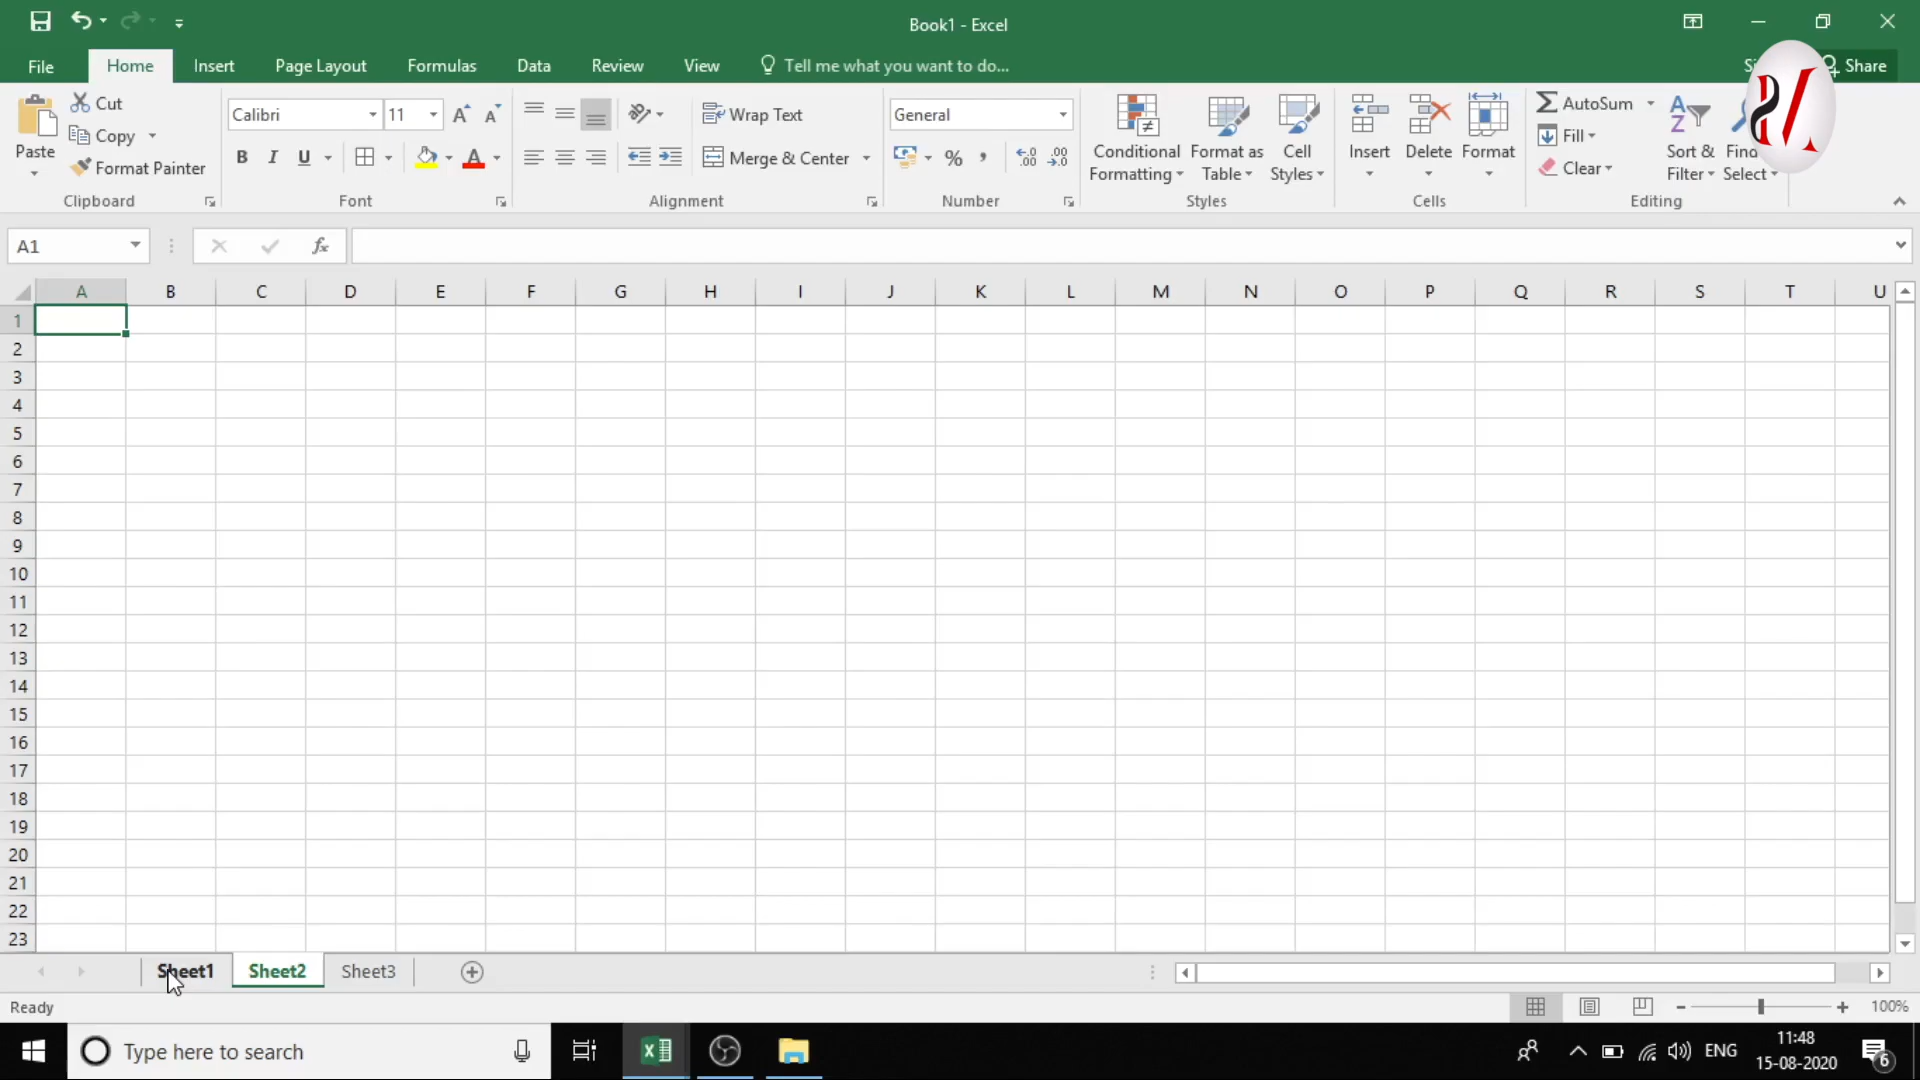 Book1 - Excel
File Home Insert Page Layout Formulas Data Review View Tell me what you want to do... Share
Paste
Cut
Copy
Format Painter
Clipboard
Calibri 11
B I U
Font
Wrap Text
Merge & Center
Alignment
General
%
Number
Conditional Formatting
Format as Table
Cell Styles
Styles
Insert
Delete
Format
Cells
AutoSum
Fill
Clear
Sort & Filter
Select
Editing
A1
fx
A B C D E F G H I J K L M N O P Q R S T U
1
2
3
4
5
6
7
8
9
10
11
12
13
14
15
16
17
18
19
20
21
22
23
Sheet1 Sheet2 Sheet3
Ready
100%
Type here to search
ENG
11:48
15-08-2020
6